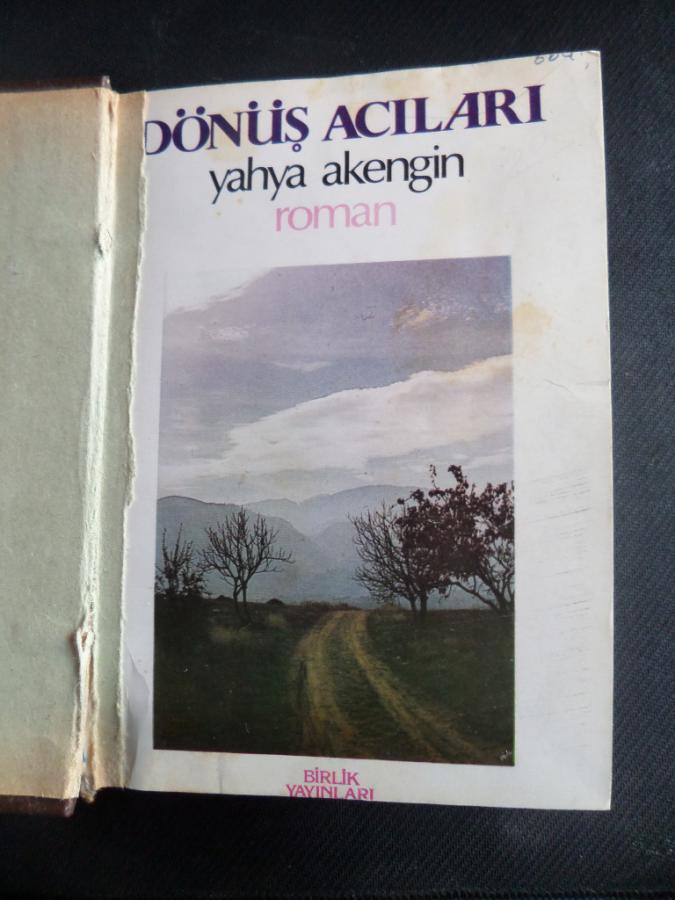 DÖNÜŞ ACILARI
yahya akengin
roman
BİRLİK
YAYINLARI